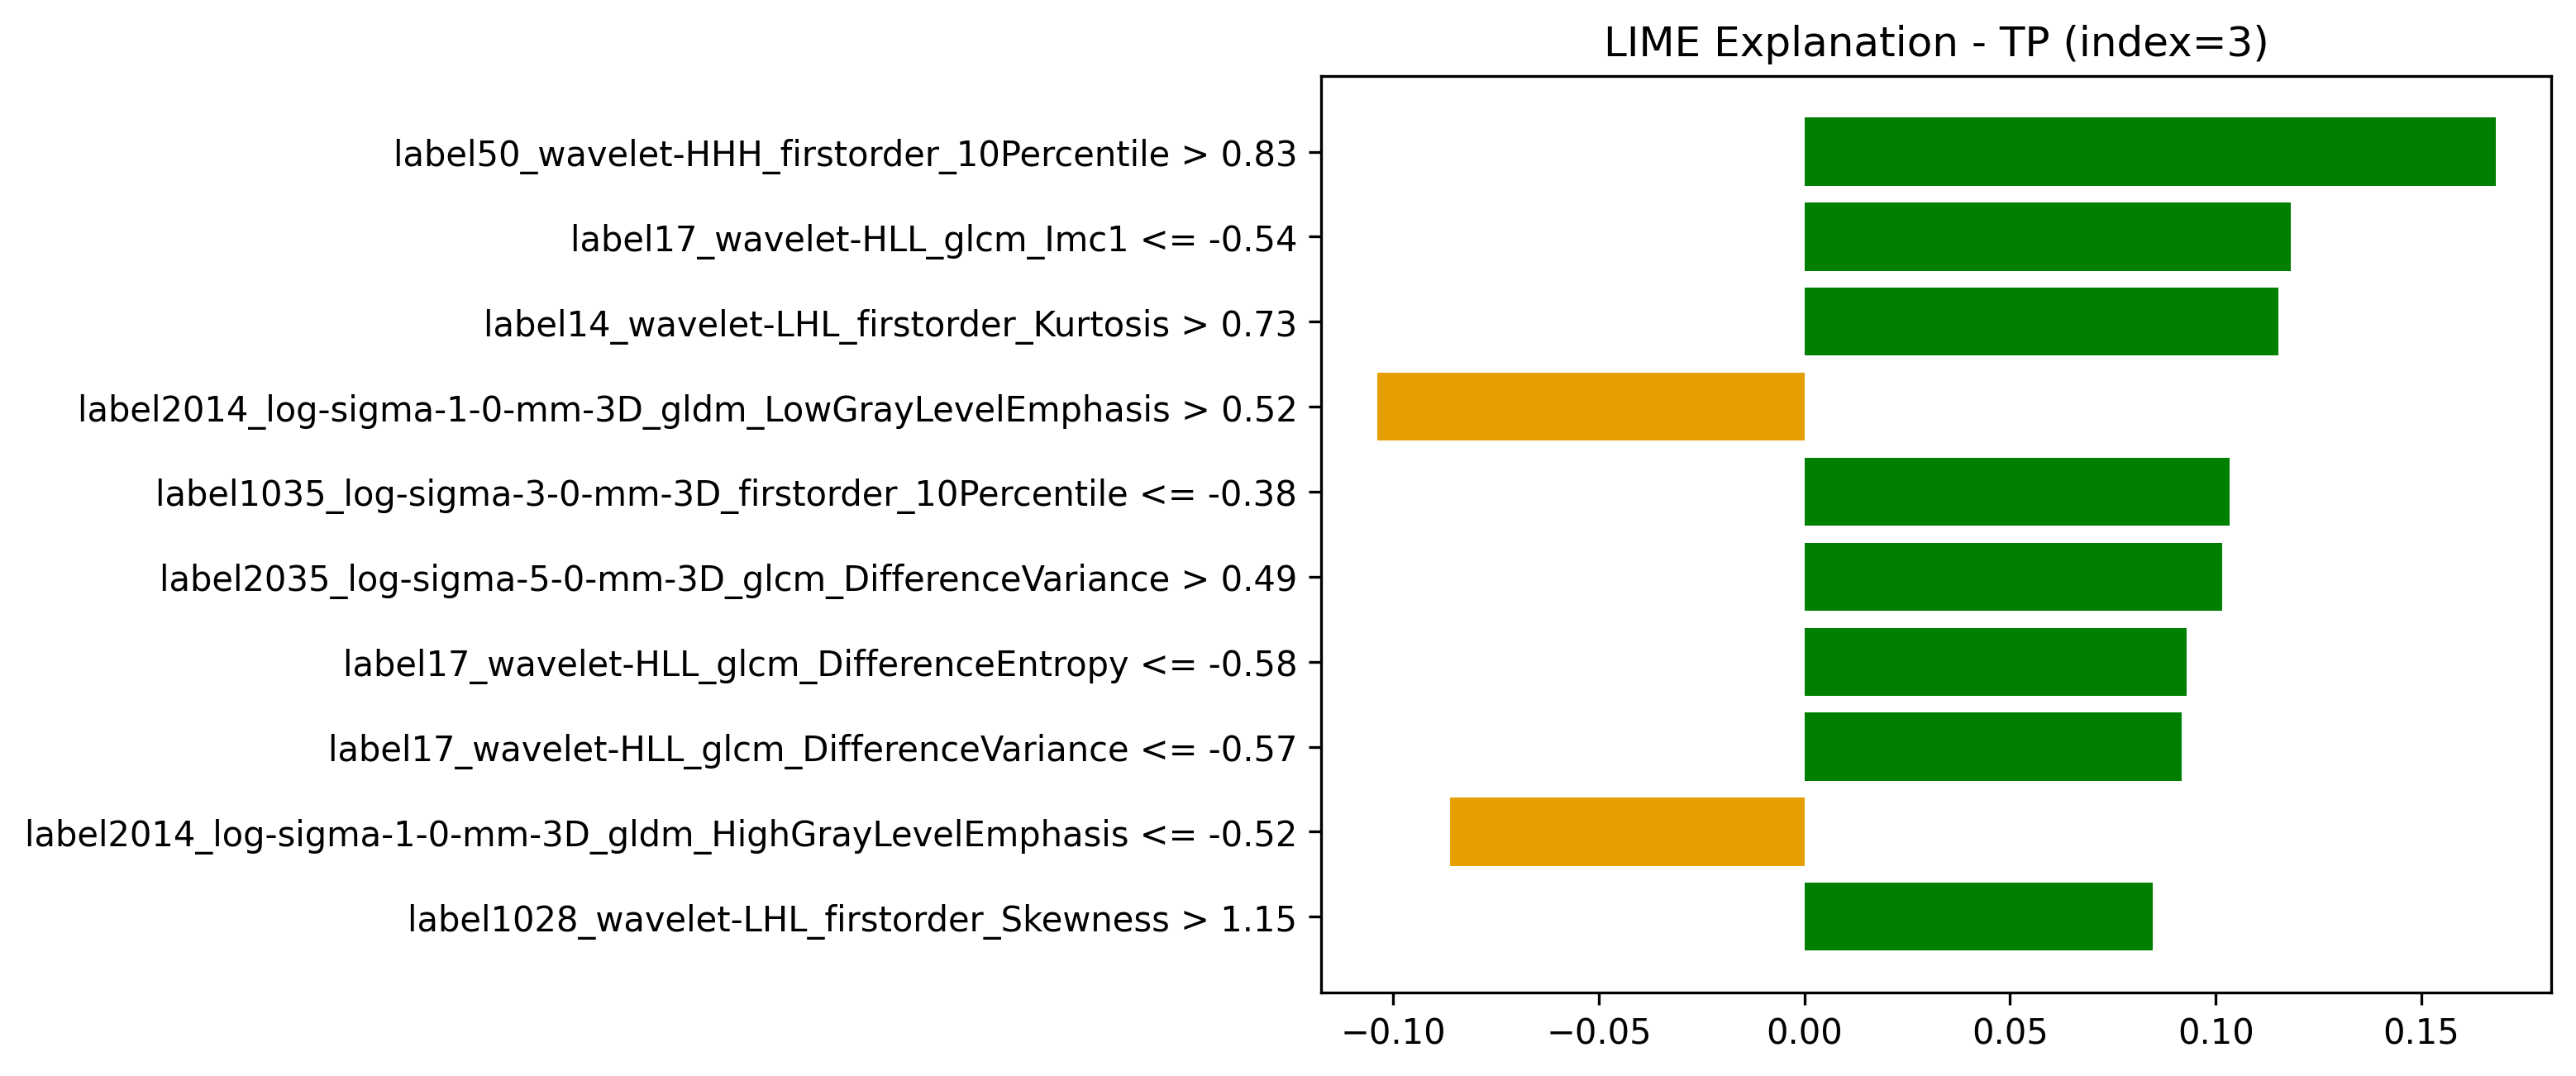 LIME Explanation - TP (index=3)
label50_wavelet-HHH_firstorder_10Percentile > 0.83
label17_wavelet-HLL_glcm_Imc1 <= -0.54
label14_wavelet-LHL_firstorder_Kurtosis > 0.73
label2014_log-sigma-1-0-mm-3D_gldm_LowGrayLevelEmphasis > 0.52
label1035_log-sigma-3-0-mm-3D_firstorder_10Percentile <= -0.38
label2035_log-sigma-5-0-mm-3D_glcm_DifferenceVariance > 0.49
label17_wavelet-HLL_glcm_DifferenceEntropy <= -0.58
label17_wavelet-HLL_glcm_DifferenceVariance <= -0.57
label2014_log-sigma-1-0-mm-3D_gldm_HighGrayLevelEmphasis <= -0.52
label1028_wavelet-LHL_firstorder_Skewness > 1.15
−0.10 −0.05 0.00 0.05 0.10 0.15